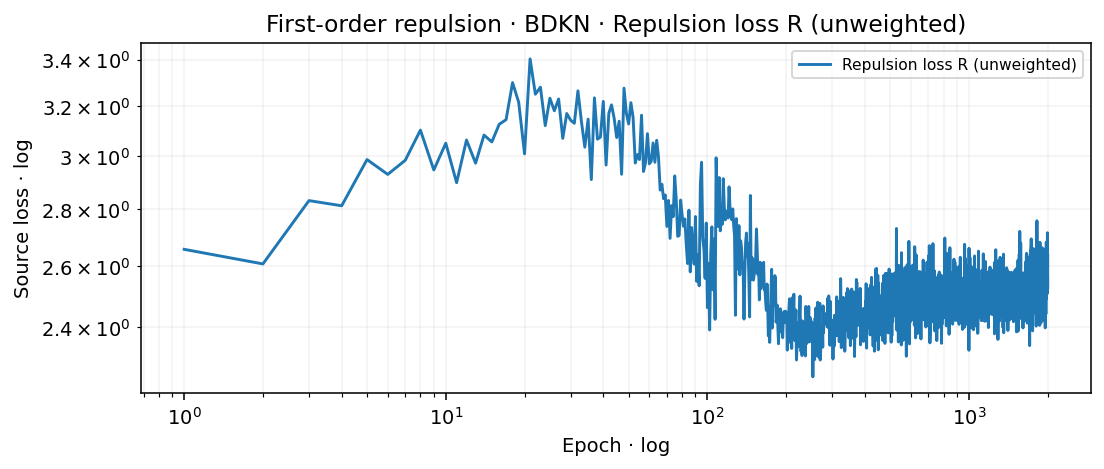 First-order repulsion · BDKN · Repulsion loss R (unweighted)
Repulsion loss R (unweighted)
Source loss · log
3.4 × 10⁰
3.2 × 10⁰
3 × 10⁰
2.8 × 10⁰
2.6 × 10⁰
2.4 × 10⁰
10⁰ 10¹ 10² 10³
Epoch · log